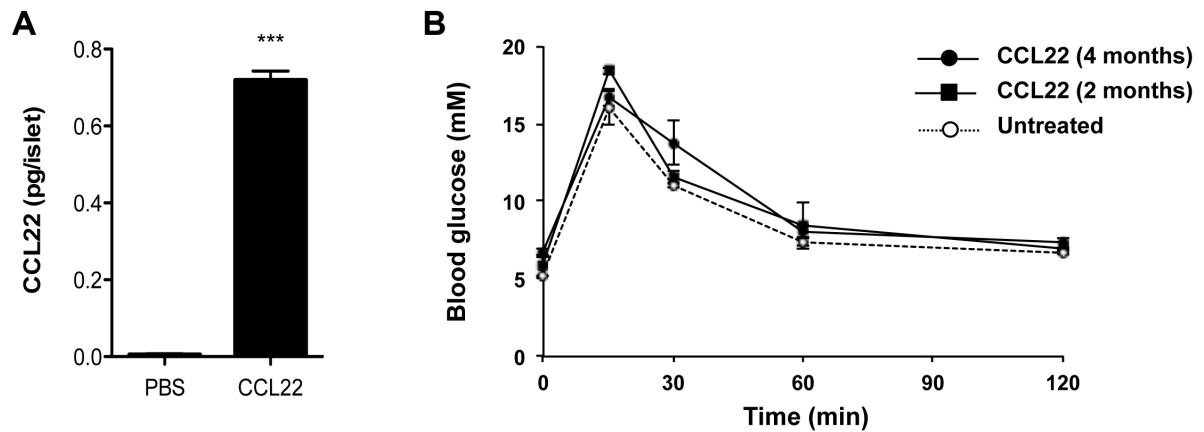 A
CCL22 (pg/islet)
0.8
0.6
0.4
0.2
0.0
***
PBS
CCL22
B
Blood glucose (mM)
20
15
10
5
0
0
30
60
90
120
Time (min)
CCL22 (4 months)
CCL22 (2 months)
Untreated